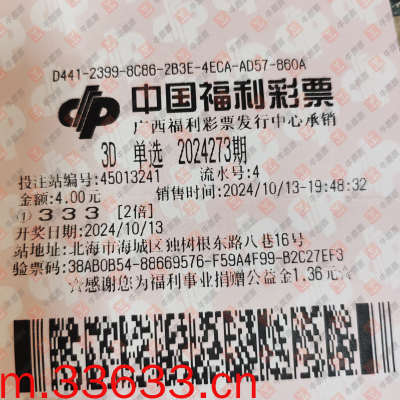 D441-2399-8C86-2B3E-4ECA-AD57-860A
中国福利彩票
广西福利彩票发行中心承销
3D 单选 2024273期
投注站编号:45013241 流水号:4
金额:4.00元 销售时间:2024/10/13-19:48:32
① 3 3 3 [2倍]
开奖日期:2024/10/13
站地址:北海市海城区独树根东路八巷16号
验票码:38AB0B54-88669576-F59A4F99-B2C27EF3
☆感谢您为福利事业捐赠公益金1.36元☆
m.33633.cn